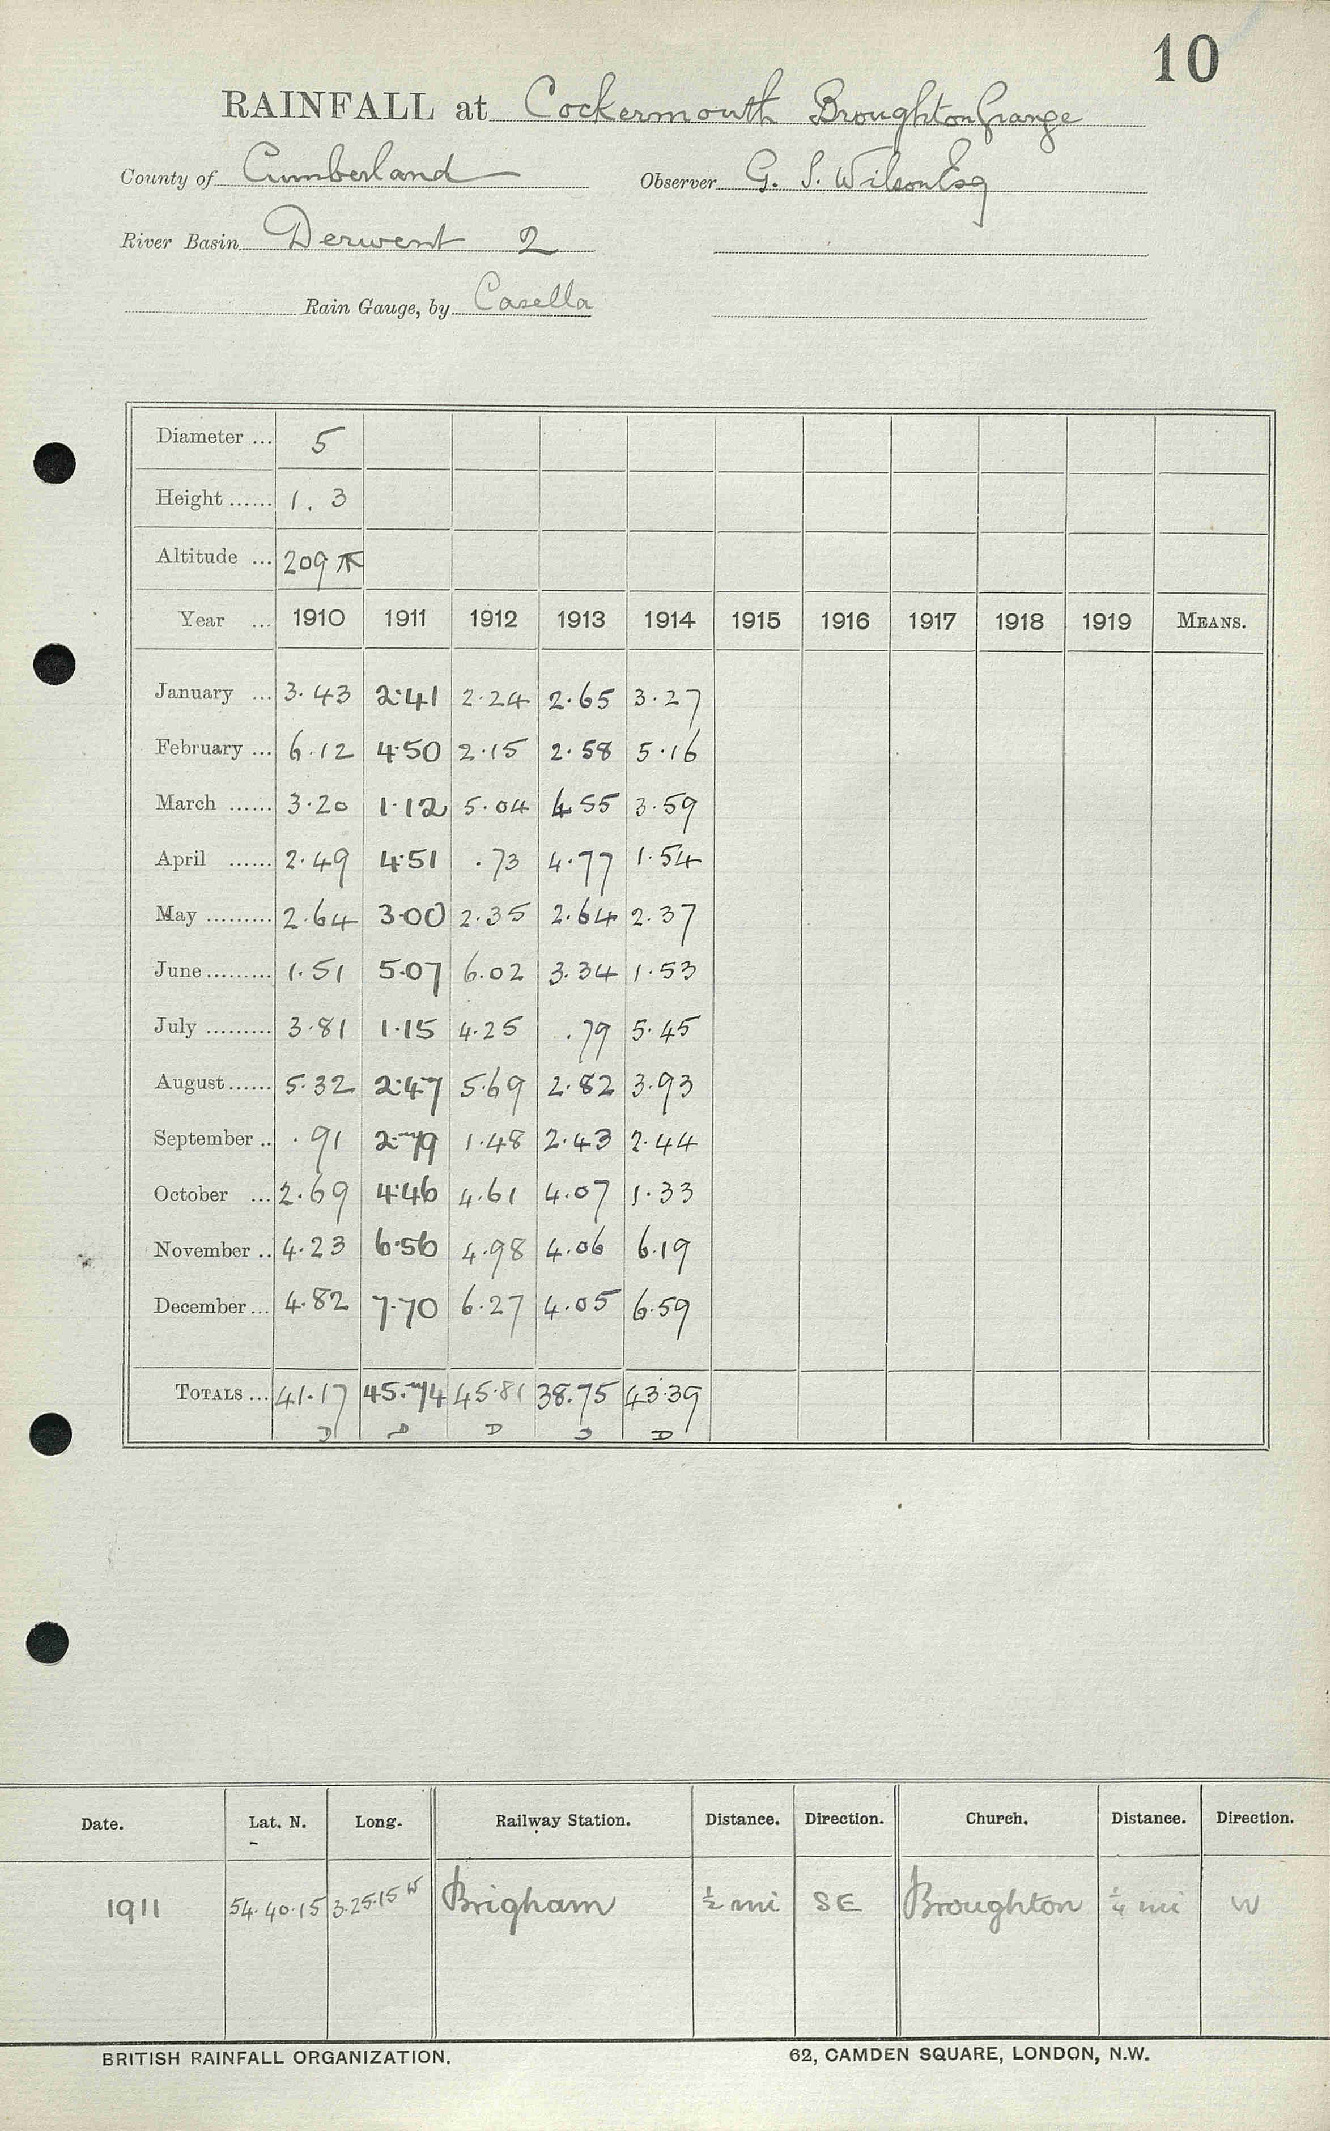 10
RAINFALL at Cockermouth Broughton Grange
County of Cumberland Observer G. S. Wilson Esq
River Basin Derwent 2
Rain Gauge, by Casella
Diameter ... 5
Height ...... 1. 3
Altitude ... 209
Year ... 1910 1911 1912 1913 1914 1915 1916 1917 1918 1919 MEANS.
January ... 3.43 2.41 2.24 2.65 3.27
February ... 6.12 4.50 2.15 2.58 5.16
March ...... 3.20 1.12 5.04 4.55 3.59
April ...... 2.49 4.51 .73 4.77 1.54
May ......... 2.64 3.00 2.35 2.64 2.37
June ......... 1.51 5.07 6.02 3.34 1.53
July ......... 3.81 1.15 4.25 .79 5.45
August ...... 5.32 2.47 5.69 2.82 3.93
September .. .91 2.79 1.48 2.43 2.44
October ... 2.69 4.46 4.61 4.07 1.33
November .. 4.23 6.56 4.98 4.06 6.19
December ... 4.82 7.70 6.27 4.05 6.59
TOTALS ... 41.17 45.74 45.81 38.75 43.39
D D D D D
Date. Lat. N. Long. Railway Station. Distance. Direction. Church. Distance. Direction.
1911 54.40.15 3.25.15 W Brigham ½ mi SE Broughton ¼ mi W
BRITISH RAINFALL ORGANIZATION. 62, CAMDEN SQUARE, LONDON, N.W.